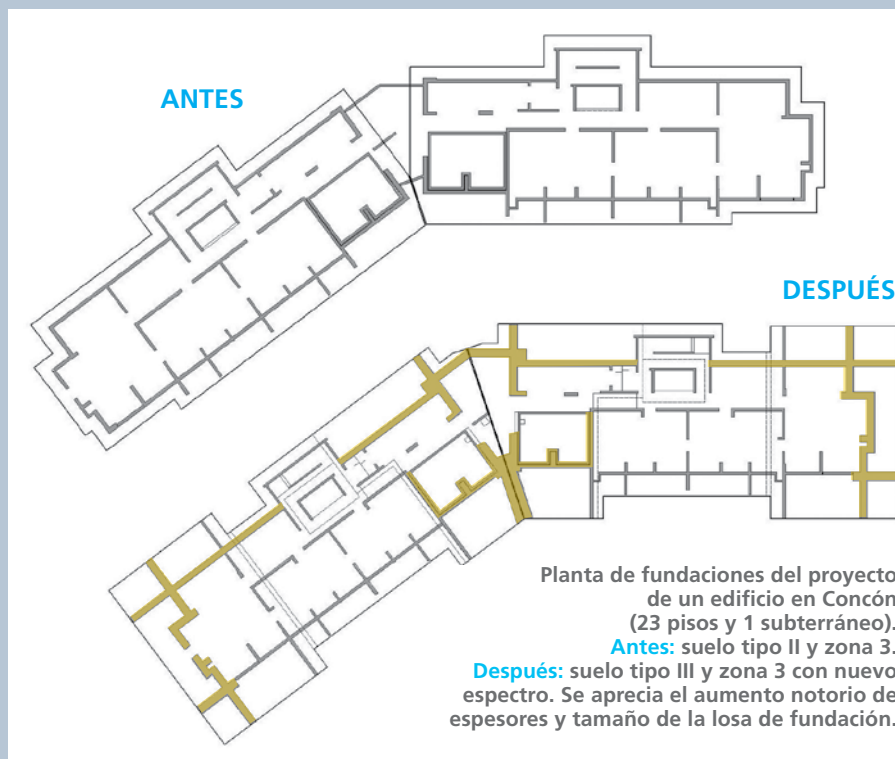 ANTES
DESPUÉS
Planta de fundaciones del proyecto
de un edificio en Concón
(23 pisos y 1 subterráneo).
Antes: suelo tipo II y zona 3.
Después: suelo tipo III y zona 3 con nuevo
espectro. Se aprecia el aumento notorio de
espesores y tamaño de la losa de fundación.